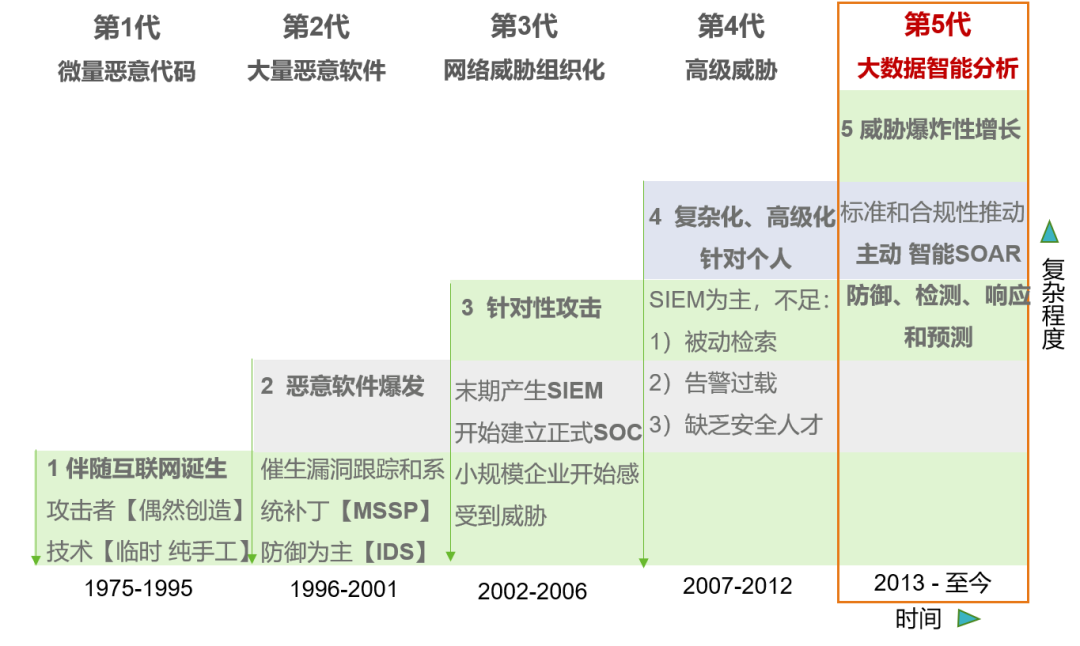 第1代
微量恶意代码
第2代
大量恶意软件
第3代
网络威胁组织化
第4代
高级威胁
第5代
大数据智能分析
5 威胁爆炸性增长
标准和合规性推动
主动 智能SOAR
防御、检测、响应
和预测
4 复杂化、高级化
针对个人
SIEM为主，不足：
1）被动检索
2）告警过载
3）缺乏安全人才
3 针对性攻击
末期产生SIEM
开始建立正式SOC
小规模企业开始感
受到威胁
2 恶意软件爆发
催生漏洞跟踪和系
统补丁【MSSP】
防御为主【IDS】
1 伴随互联网诞生
攻击者【偶然创造】
技术【临时 纯手工】
1975-1995
1996-2001
2002-2006
2007-2012
2013 - 至今
时间
复杂程度